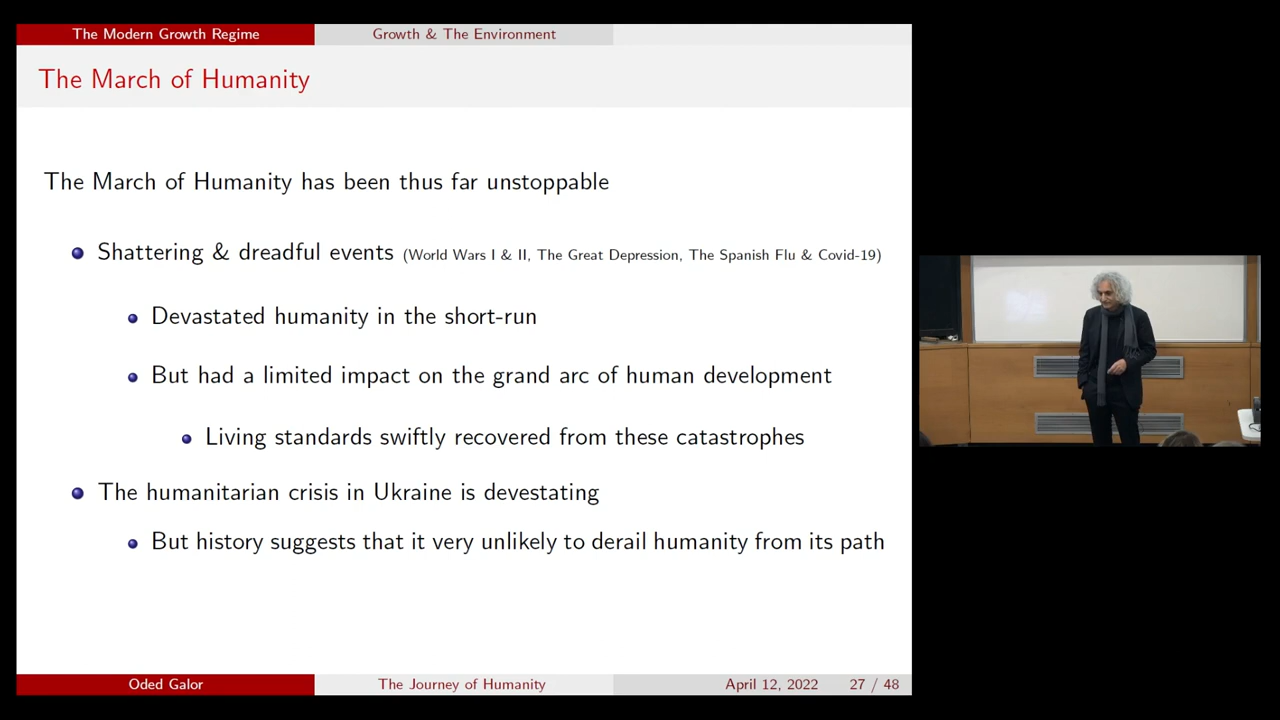 The Modern Growth Regime
Growth & The Environment
The March of Humanity
The March of Humanity has been thus far unstoppable
Shattering & dreadful events (World Wars I & II, The Great Depression, The Spanish Flu & Covid-19)
Devastated humanity in the short-run
But had a limited impact on the grand arc of human development
Living standards swiftly recovered from these catastrophes
The humanitarian crisis in Ukraine is devestating
But history suggests that it very unlikely to derail humanity from its path
Oded Galor
The Journey of Humanity
April 12, 2022
27 / 48